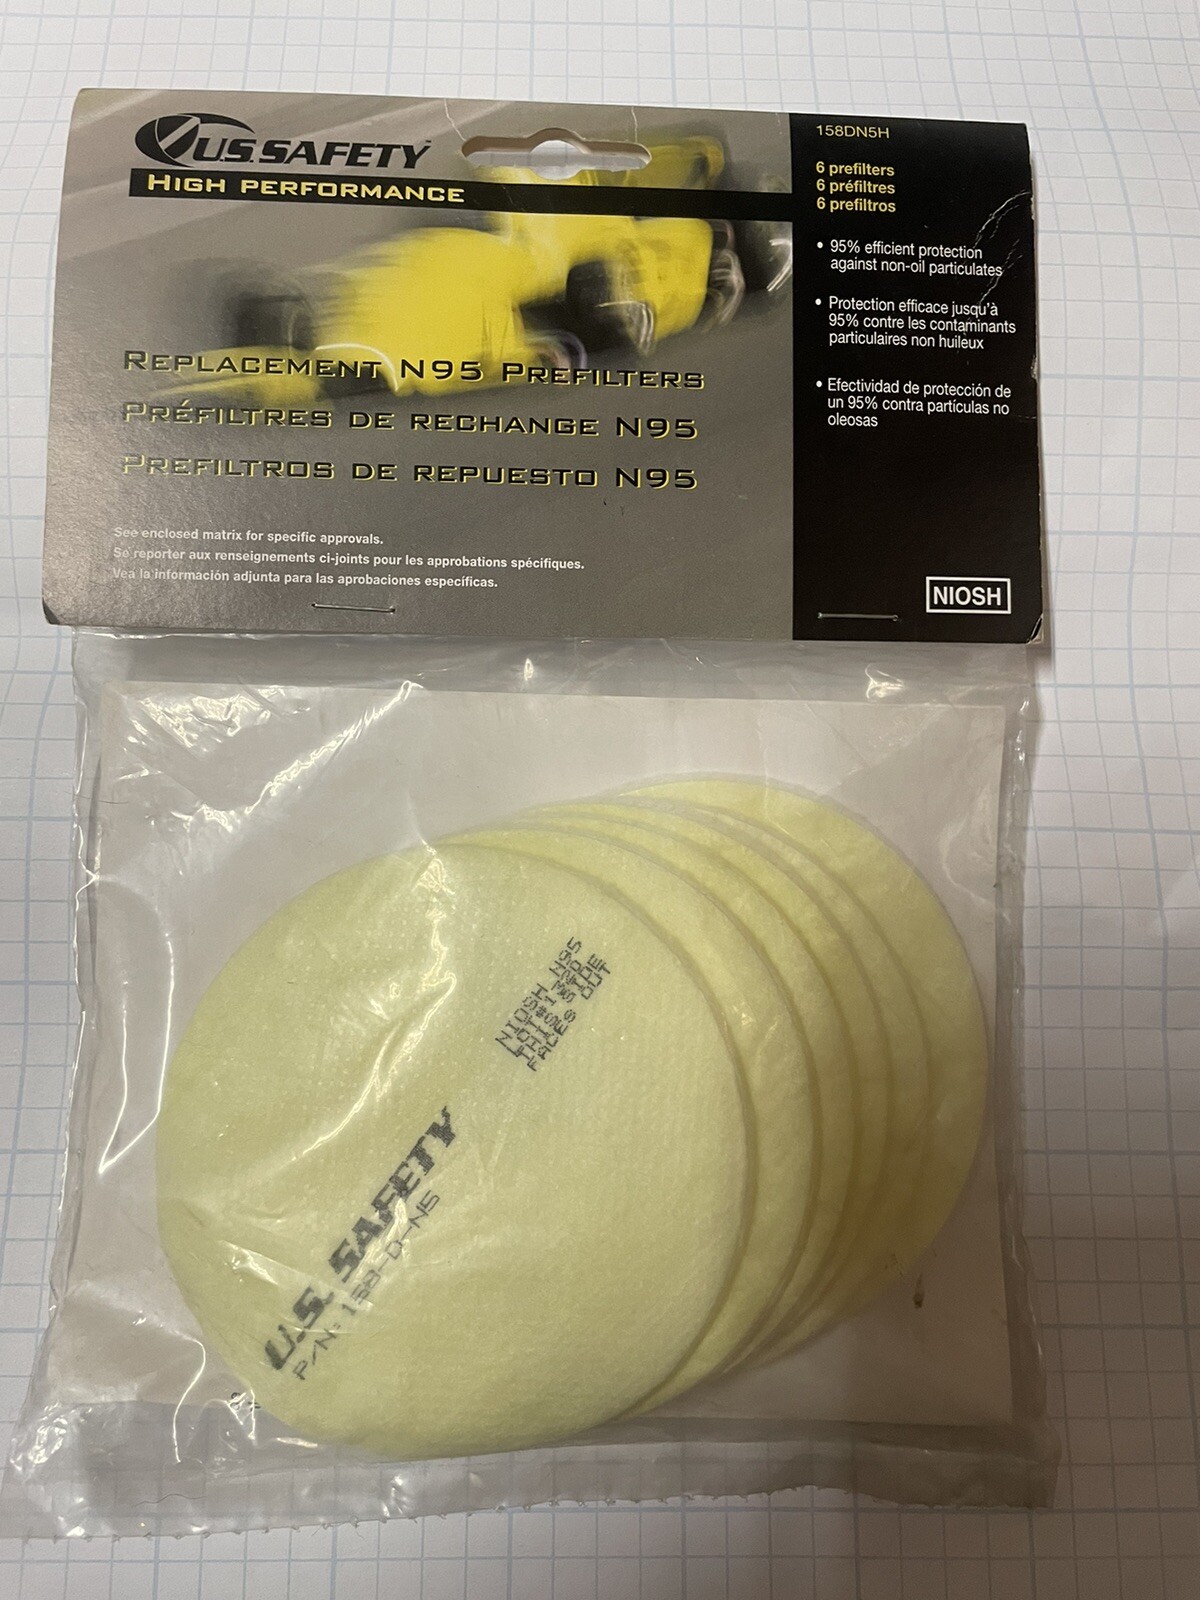 U.S. SAFETY
HIGH PERFORMANCE
REPLACEMENT N95 PREFILTERS
PRÉFILTRES DE RECHANGE N95
PREFILTROS DE REPUESTO N95
See enclosed matrix for specific approvals.
Se reporter aux renseignements ci-joints pour les approbations spécifiques.
Vea la información adjunta para las aprobaciones específicas.
158DN5H
6 prefilters
6 préfiltres
6 prefiltros
• 95% efficient protection
against non-oil particulates
• Protection efficace jusqu'à
95% contre les contaminants
particulaires non huileux
• Efectividad de protección de
un 95% contra partículas no
oleosas
NIOSH
NIOSH N95
U.S. SAFETY
P/N: 158-D-N5